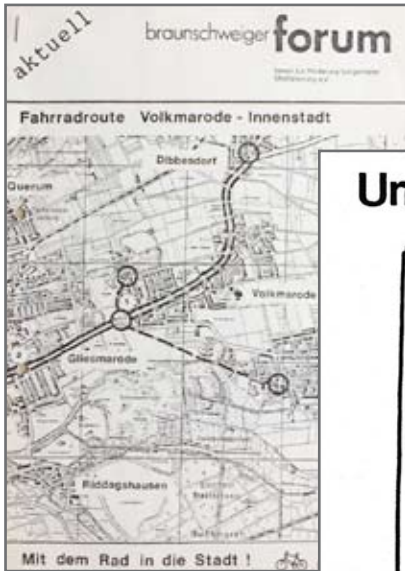 aktuell
braunschweiger forum
Fahrradroute Volkmarode - Innenstadt
Dibbesdorf
Querum
Volkmarode
Gliesmarode
Riddagshausen
Mit dem Rad in die Stadt !
Un